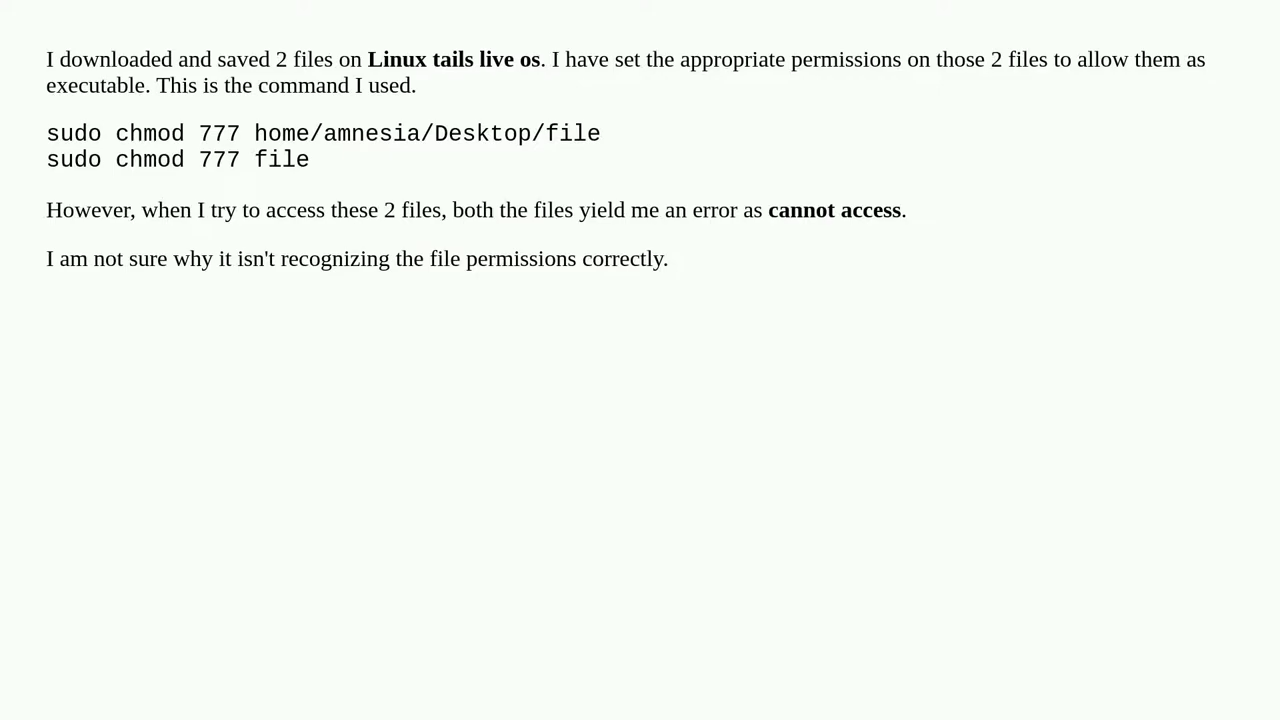 I downloaded and saved 2 files on Linux tails live os. I have set the appropriate permissions on those 2 files to allow them as
executable. This is the command I used.
sudo chmod 777 home/amnesia/Desktop/file
sudo chmod 777 file
However, when I try to access these 2 files, both the files yield me an error as cannot access.
I am not sure why it isn't recognizing the file permissions correctly.